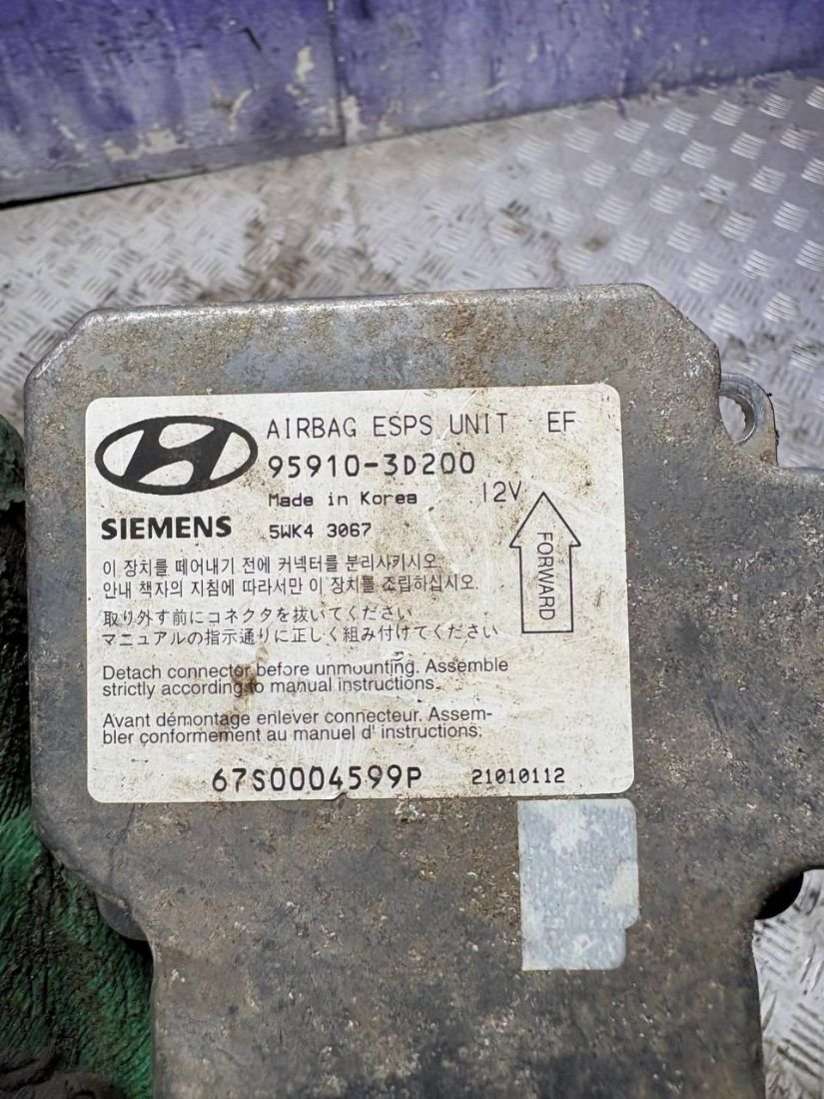 AIRBAG ESPS UNIT EF
95910-3D200
Made in Korea 12V
SIEMENS 5WK4 3067
FORWARD
이 장치를 떼어내기 전에 커넥터를 분리사키시오
안내 책자의 지침에 따라서만 이 장치를 조립하십시오.
取り外す前にコネクタを抜いてください
マニュアルの指示通りに正しく組み付けてください
Detach connector before unmounting. Assemble
strictly according to manual instructions.
Avant démontage enlever connecteur. Assem-
bler conformement au manuel d' instructions:
67S0004599P 21010112